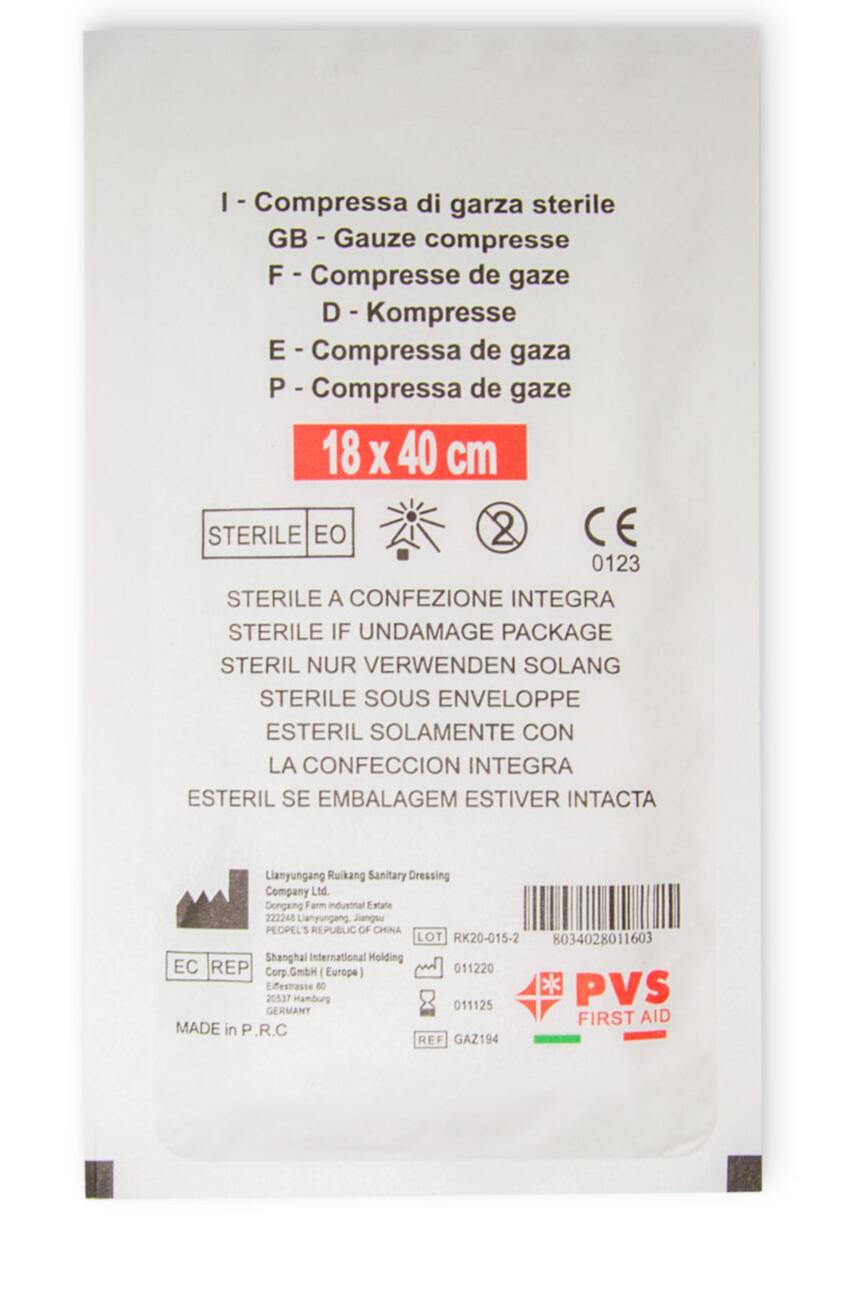 I - Compressa di garza sterile
GB - Gauze compresse
F - Compresse de gaze
D - Kompresse
E - Compressa de gaza
P - Compressa de gaze
18 x 40 cm
STERILE EO
2
CE
0123
STERILE A CONFEZIONE INTEGRA
STERILE IF UNDAMAGE PACKAGE
STERIL NUR VERWENDEN SOLANG
STERILE SOUS ENVELOPPE
ESTERIL SOLAMENTE CON
LA CONFECCION INTEGRA
ESTERIL SE EMBALAGEM ESTIVER INTACTA
Lianyungang Ruikang Sanitary Dressing
Company Ltd.
Dongxing Farm Industrial Estate
222248 Lianyungang, Jiangsu
PEOPEL'S REPUBLIC OF CHINA
EC REP
Shanghai International Holding
Corp.GmbH ( Europe )
Eiffestrasse 80
20537 Hamburg
GERMANY
MADE in P.R.C
LOT RK20-015-2
011220
011125
REF GAZ194
8034028011603
PVS
FIRST AID